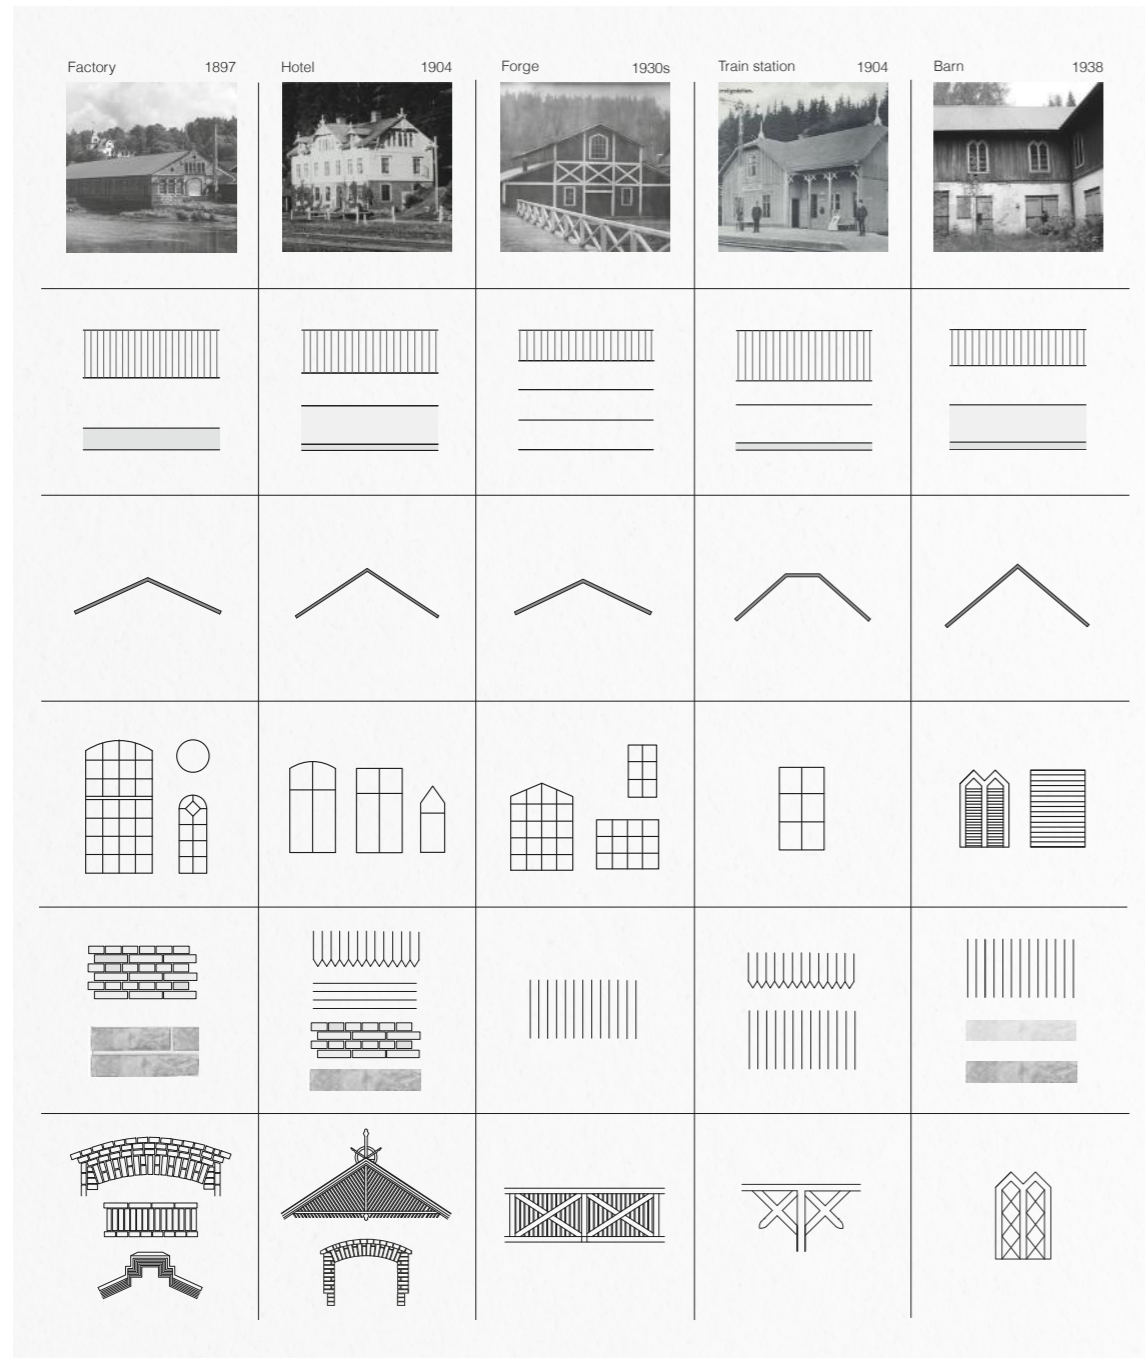 Factory 1897
Hotel 1904
Forge 1930s
Train station 1904
Barn 1938